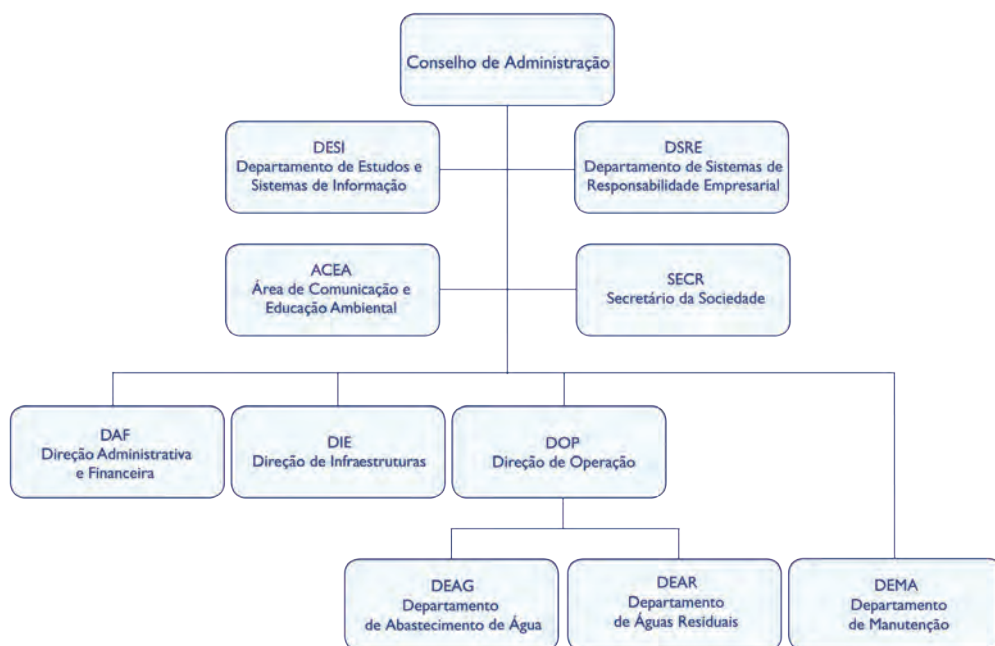 Conselho de Administração
DESI
Departamento de Estudos e
Sistemas de Informação
DSRE
Departamento de Sistemas de
Responsabilidade Empresarial
ACEA
Área de Comunicação e
Educação Ambiental
SECR
Secretário da Sociedade
DAF
Direção Administrativa
e Financeira
DIE
Direção de Infraestruturas
DOP
Direção de Operação
DEAG
Departamento
de Abastecimento de Água
DEAR
Departamento
de Águas Residuais
DEMA
Departamento
de Manutenção